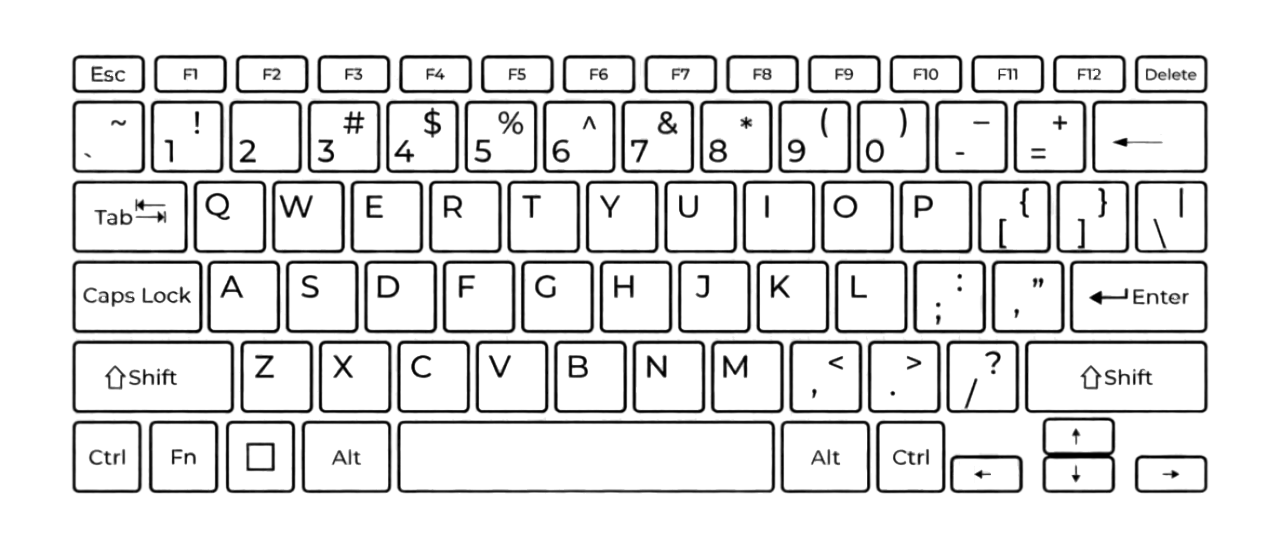 Esc F1 F2 F3 F4 F5 F6 F7 F8 F9 F10 F11 F12 Delete
~ ! # $ % ^ & * ( ) – +
` 1 2 3 4 5 6 7 8 9 0 - = ←
Tab Q W E R T Y U I O P { } |
[ ] \
Caps Lock A S D F G H J K L : ” Enter
; ,
Shift Z X C V B N M < > ? Shift
, . /
Ctrl Fn Alt Alt Ctrl ↑
← ↓ →